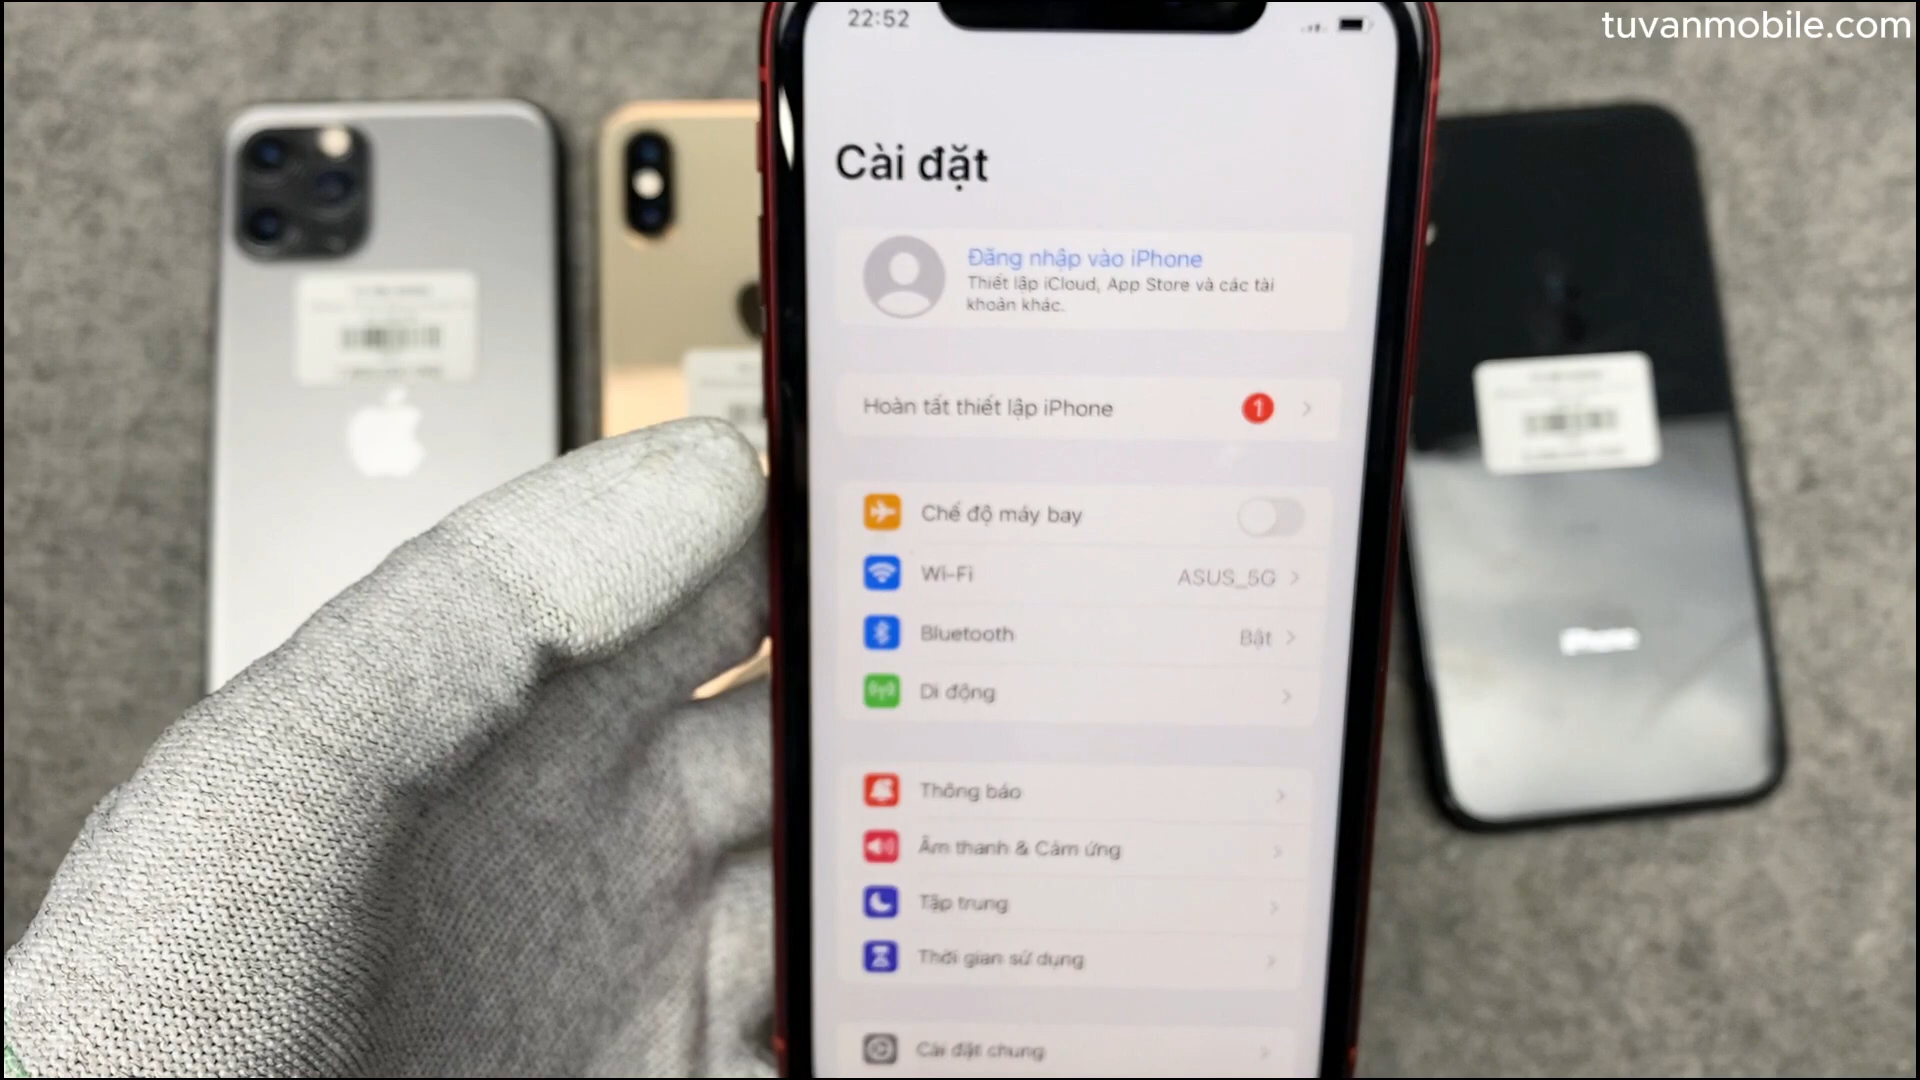 tuvanmobile.com
22:52
Cài đặt
Đăng nhập vào iPhone
Thiết lập iCloud, App Store và các tài
khoản khác.
Hoàn tất thiết lập iPhone 1
Chế độ máy bay
Wi-Fi ASUS_5G
Bluetooth Bật
Di động
Thông báo
Âm thanh & Cảm ứng
Tập trung
Thời gian sử dụng
Cài đặt chung
iPhone